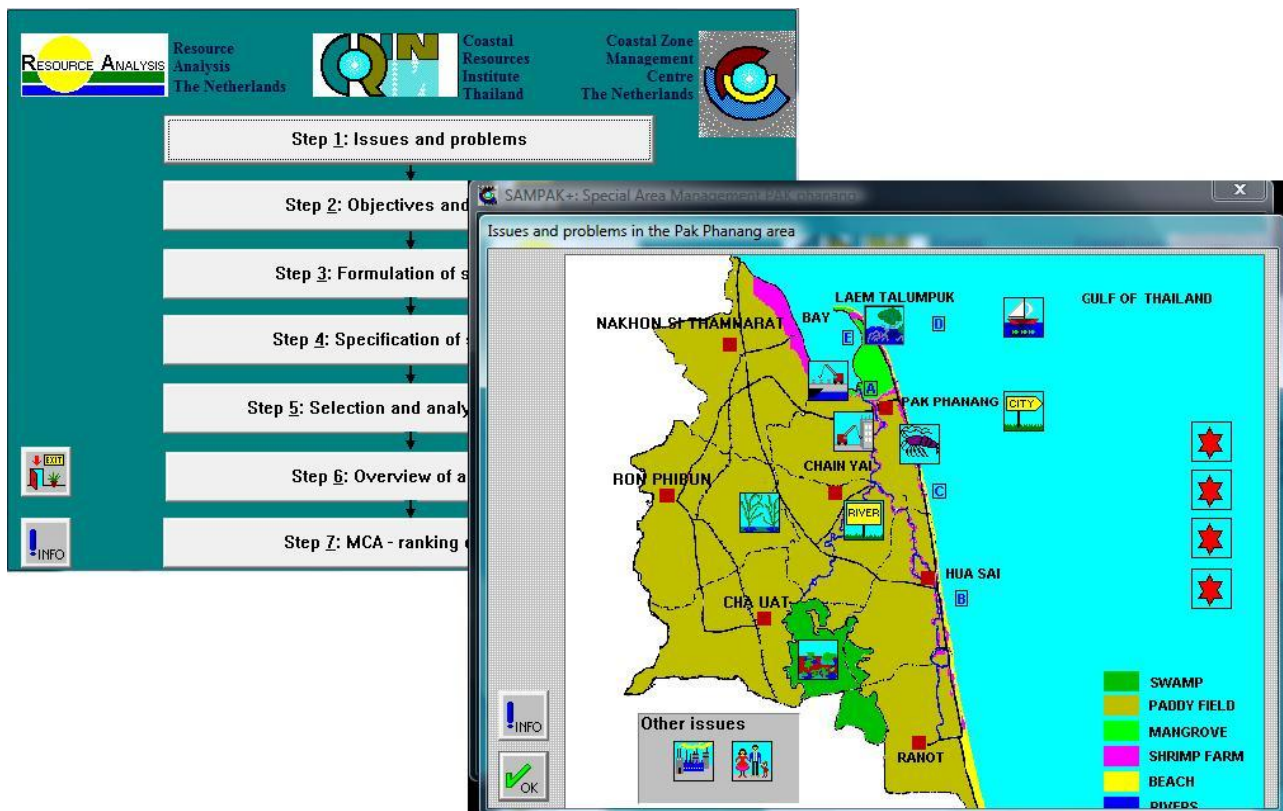 RESOURCE ANALYSIS
Resource
Analysis
The Netherlands
Coastal
Resources
Institute
Thailand
Coastal Zone
Management
Centre
The Netherlands
Step 1: Issues and problems
Step 2: Objectives and
Step 3: Formulation of s
Step 4: Specification of
Step 5: Selection and analy
Step 6: Overview of a
Step 7: MCA - ranking
EXIT
INFO
SAMPAK+: Special Area Management PAK phanang
X
Issues and problems in the Pak Phanang area
LAEM TALUMPUK
GULF OF THAILAND
BAY
NAKHON SI THAMNARAT
E
D
A
PAK PHANANG
CITY
CHAIN YAI
RON PHIBUN
C
RIVER
HUA SAI
B
CHA UAT
RANOT
Other issues
INFO
OK
SWAMP
PADDY FIELD
MANGROVE
SHRIMP FARM
BEACH
RIVERS